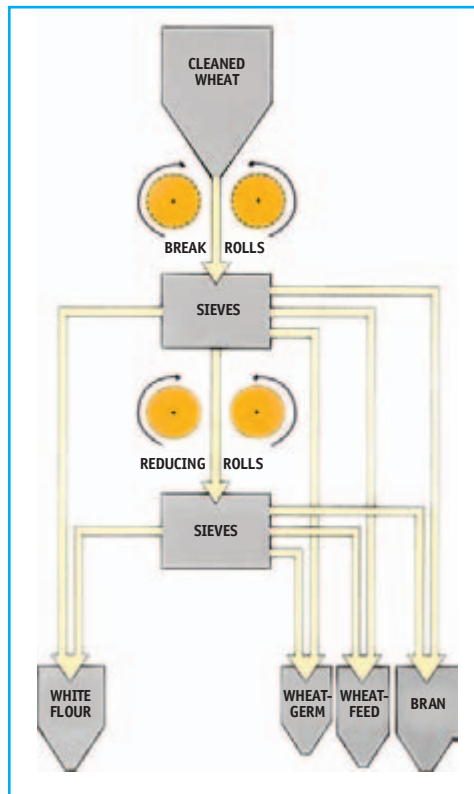 CLEANED
WHEAT
BREAK ROLLS
SIEVES
REDUCING ROLLS
SIEVES
WHITE
FLOUR
WHEAT-
GERM
WHEAT-
FEED
BRAN